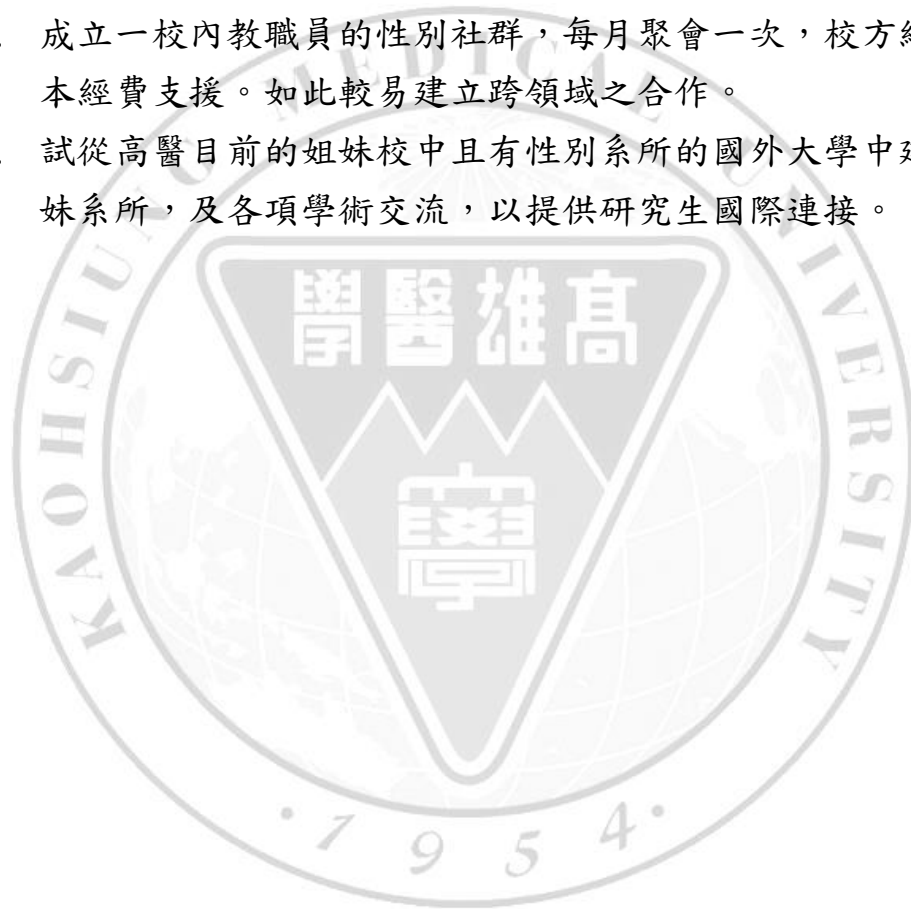 成立一校內教職員的性別社群，每月聚會一次，校方
本經費支援。如此較易建立跨領域之合作。
試從高醫目前的姐妹校中且有性別系所的國外大學中
妹系所，及各項學術交流，以提供研究生國際連接。
KAOHSIUNG MEDICAL UNIVERSITY
學醫雄高
學
·1954·